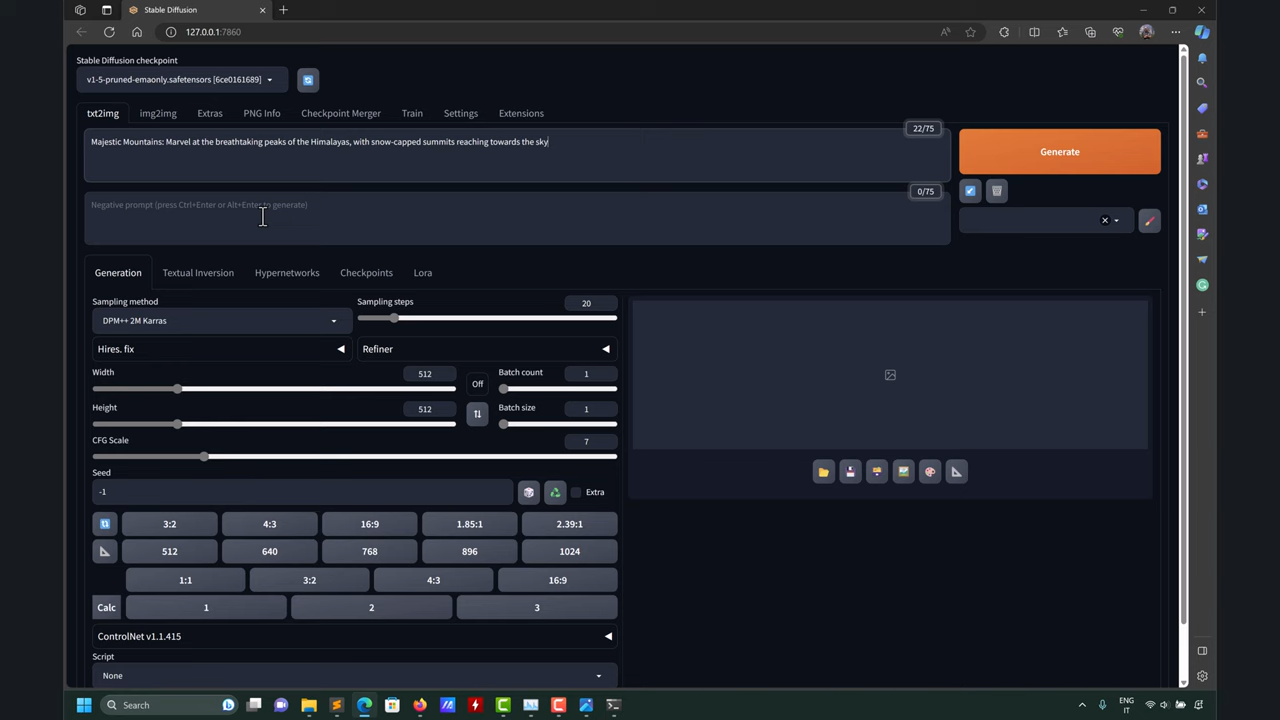 Stable Diffusion
127.0.0.1:7860
Stable Diffusion checkpoint
v1-5-pruned-emaonly.safetensors [6ce0161689]
txt2img img2img Extras PNG Info Checkpoint Merger Train Settings Extensions
22/75
Majestic Mountains: Marvel at the breathtaking peaks of the Himalayas, with snow-capped summits reaching towards the sky
Generate
0/75
Negative prompt (press Ctrl+Enter or Alt+Enter to generate)
Generation Textual Inversion Hypernetworks Checkpoints Lora
Sampling method Sampling steps 20
DPM++ 2M Karras
Hires. fix Refiner
Width 512 Batch count 1
Off
Height 512 Batch size 1
CFG Scale 7
Seed
-1 Extra
3:2 4:3 16:9 1.85:1 2.39:1
512 640 768 896 1024
1:1 3:2 4:3 16:9
Calc 1 2 3
ControlNet v1.1.415
Script
None
Search
ENG
IT